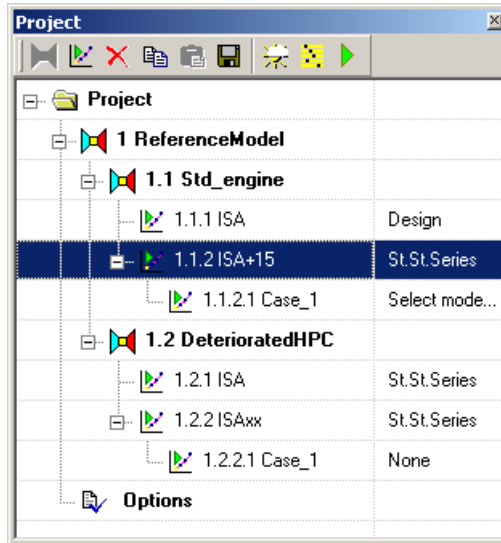 Project
Project
1 ReferenceModel
1.1 Std_engine
1.1.1 ISA Design
1.1.2 ISA+15 St.St.Series
1.1.2.1 Case_1 Select mode...
1.2 DeterioratedHPC
1.2.1 ISA St.St.Series
1.2.2 ISAxx St.St.Series
1.2.2.1 Case_1 None
Options